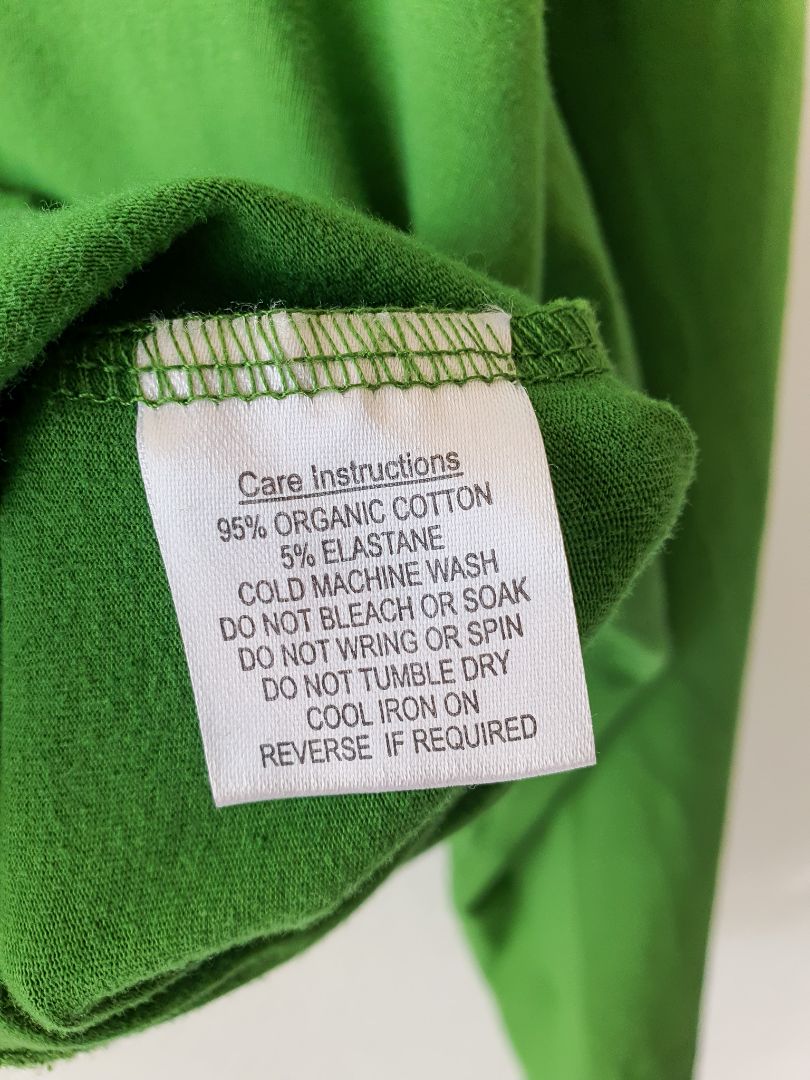 Care Instructions
95% ORGANIC COTTON
5% ELASTANE
COLD MACHINE WASH
DO NOT BLEACH OR SOAK
DO NOT WRING OR SPIN
DO NOT TUMBLE DRY
COOL IRON ON
REVERSE IF REQUIRED